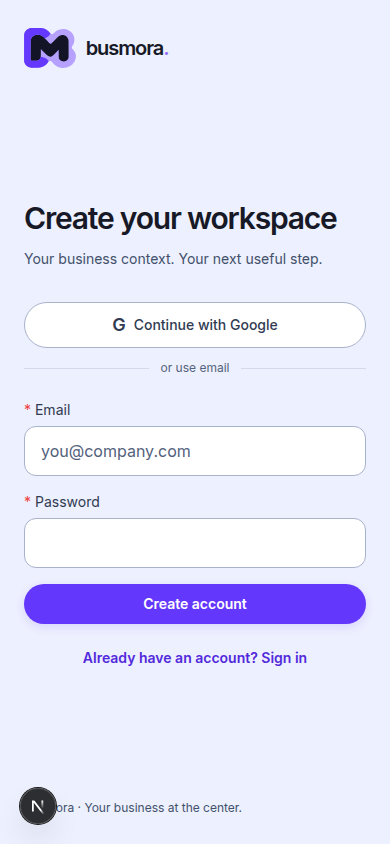 busmora.
Create your workspace
Your business context. Your next useful step.
G Continue with Google
or use email
* Email
you@company.com
* Password
Create account
Already have an account? Sign in
ora · Your business at the center.